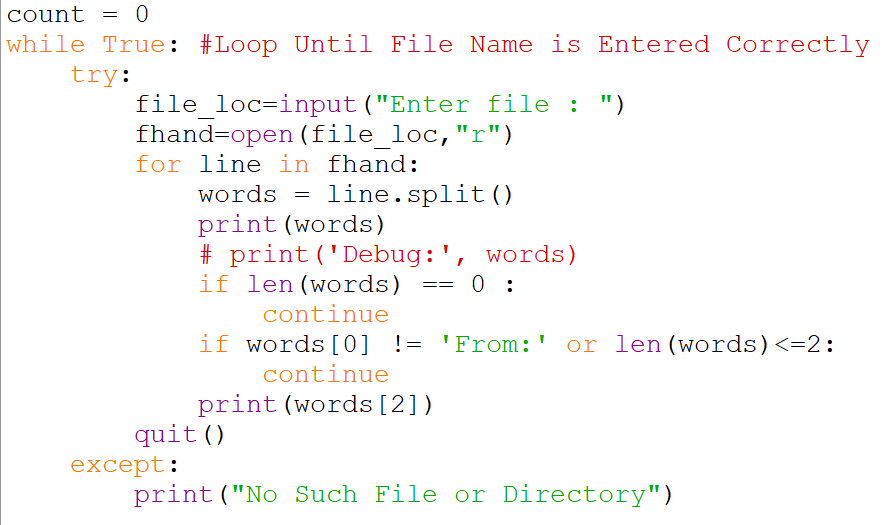 count = 0
while True: #Loop Until File Name is Entered Correctly
    try:
        file_loc=input("Enter file : ")
        fhand=open(file_loc,"r")
        for line in fhand:
            words = line.split()
            print(words)
            # print('Debug:', words)
            if len(words) == 0 :
                continue
            if words[0] != 'From:' or len(words)<=2:
                continue
            print(words[2])
        quit()
    except:
        print("No Such File or Directory")